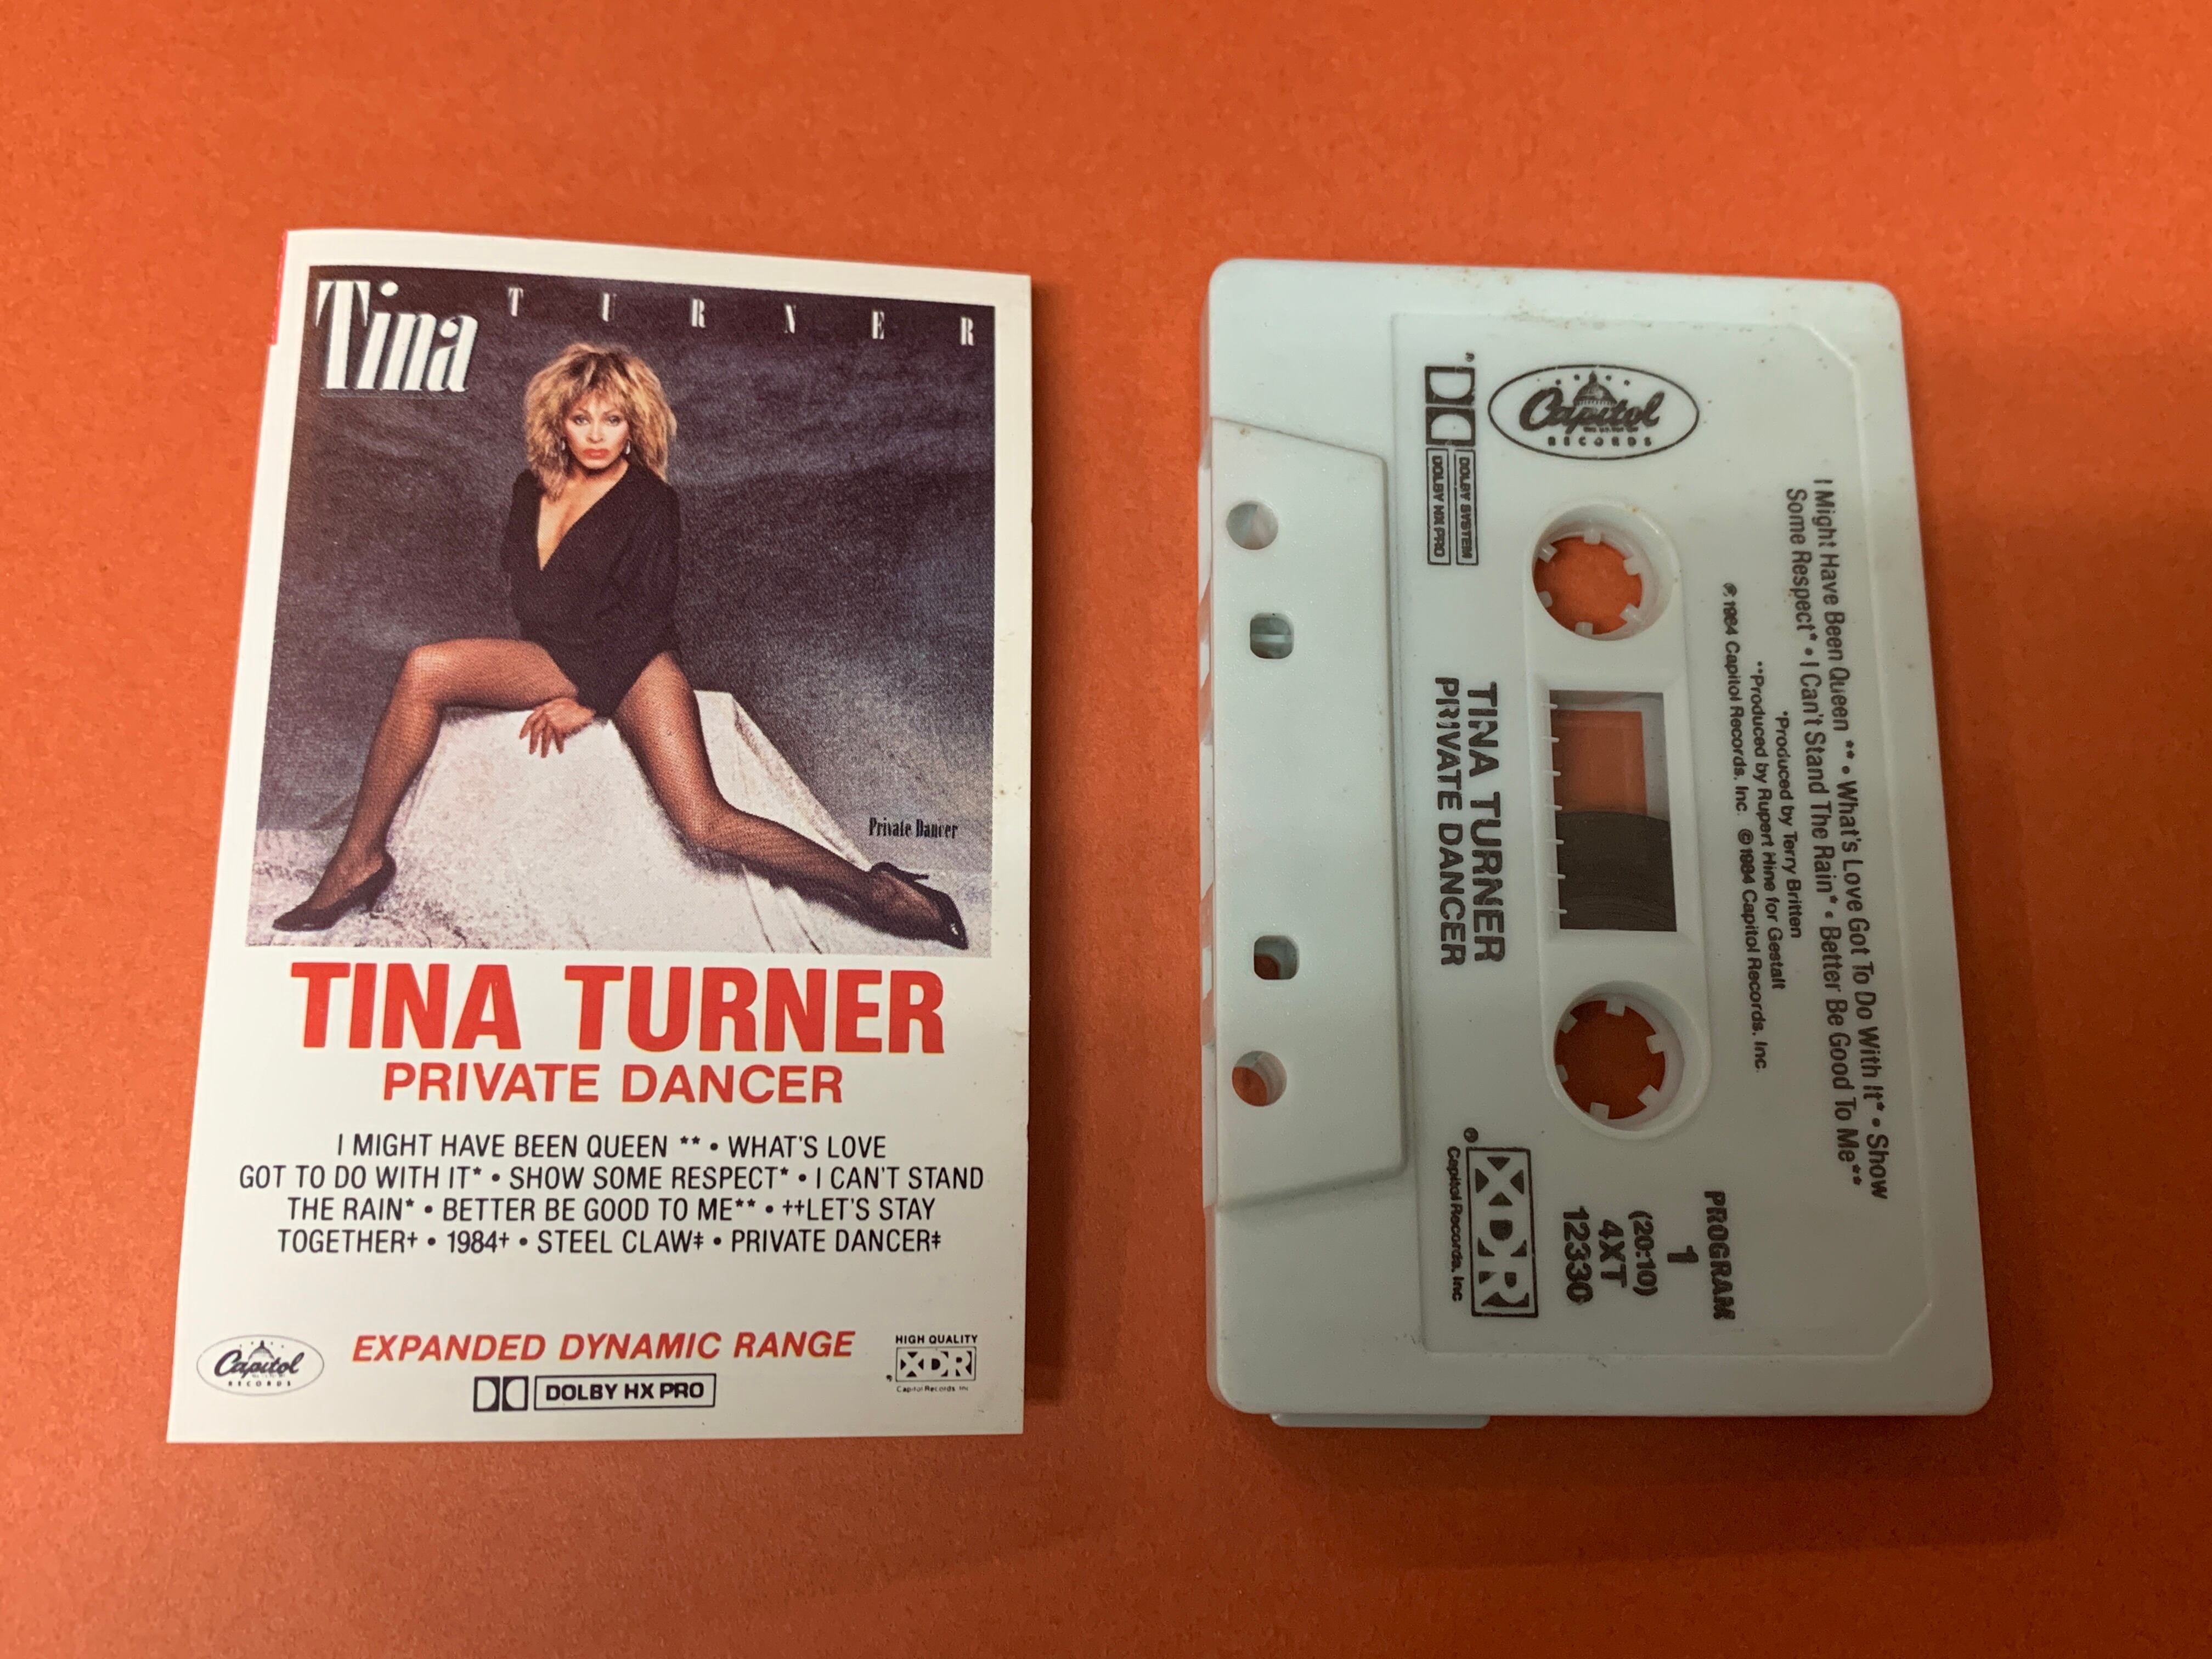 Tina TURNER
Private Dancer
TINA TURNER
PRIVATE DANCER
I MIGHT HAVE BEEN QUEEN ** • WHAT'S LOVE
GOT TO DO WITH IT* • SHOW SOME RESPECT* • I CAN'T STAND
THE RAIN* • BETTER BE GOOD TO ME** • ††LET'S STAY
TOGETHER† • 1984† • STEEL CLAW‡ • PRIVATE DANCER‡
Capitol
RECORDS
EXPANDED DYNAMIC RANGE
DOLBY HX PRO
HIGH QUALITY
XDR
Capitol Records, Inc
I Might Have Been Queen ** • What's Love Got To Do With It* • Show
Some Respect* • I Can't Stand The Rain* • Better Be Good To Me**
*Produced by Terry Britten
**Produced by Rupert Hine for Gestalt
℗ 1984 Capitol Records, Inc. © 1984 Capitol Records, Inc.
Capitol
RECORDS
PROGRAM
1
(20:10)
4XT
12330
DOLBY SYSTEM
DOLBY HX PRO
TINA TURNER
PRIVATE DANCER
XDR
®
Capitol Records, Inc